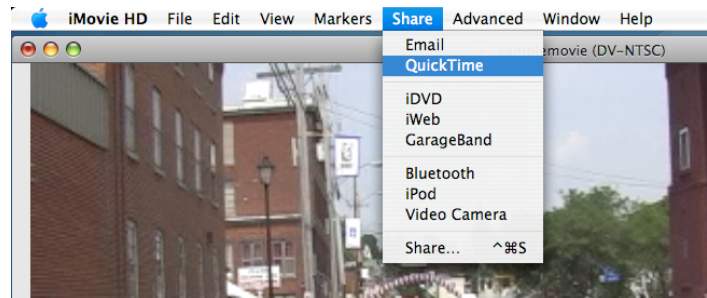 iMovie HD File Edit View Markers Share Advanced Window Help
emovie (DV-NTSC)
Email
QuickTime
iDVD
iWeb
GarageBand
Bluetooth
iPod
Video Camera
Share... ^⌘S